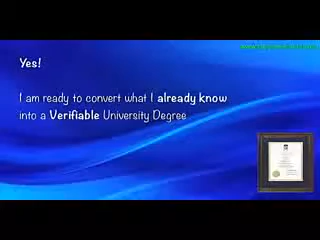 Yes!
I am ready to convert what I already know
into a Verifiable University Degree